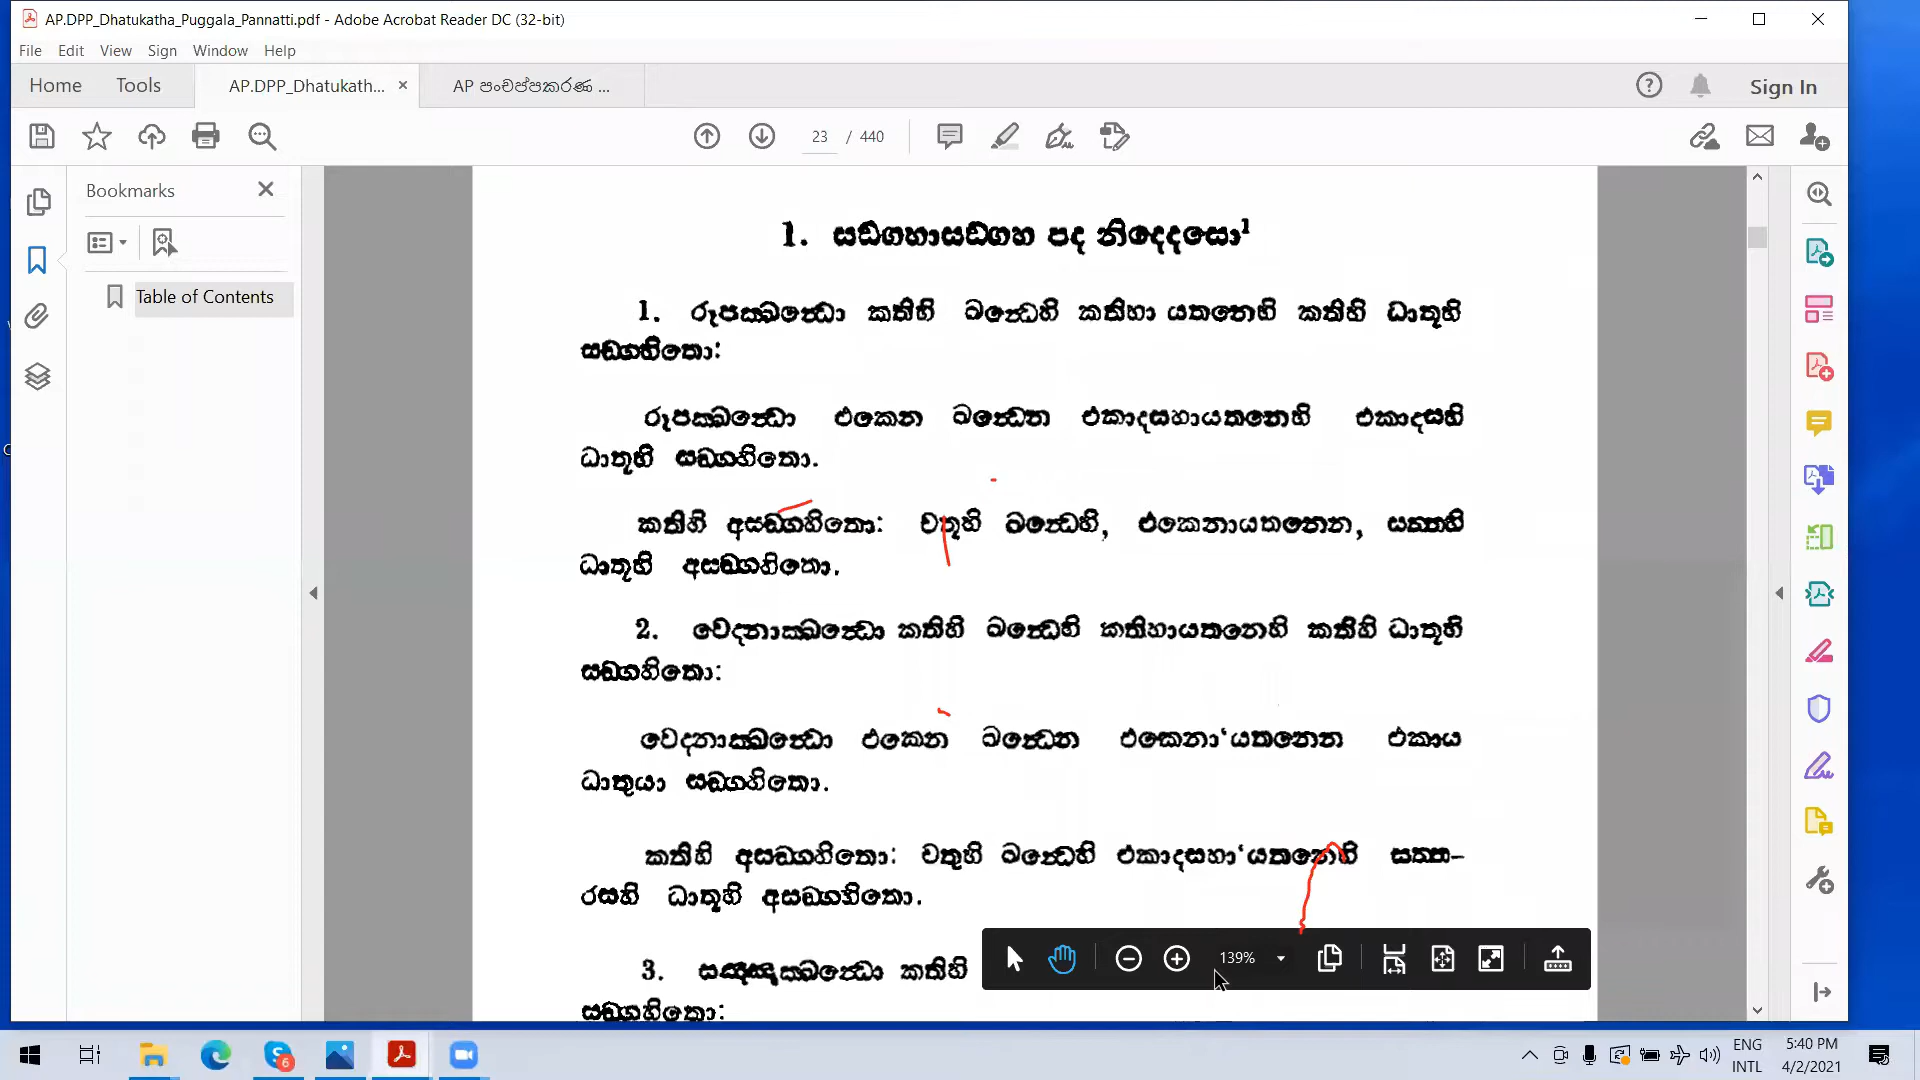 AP.DPP_Dhatukatha_Puggala_Pannatti.pdf - Adobe Acrobat Reader DC (32-bit)
File Edit View Sign Window Help
Home Tools AP.DPP_Dhatukath... × AP පංචප්පකරණ ... Sign In
23 / 440
Bookmarks
Table of Contents
1. සඞ්ගහාසඞ්ගහ පද නිද්දෙසො¹
1. රූපක්ඛන්ධො කතිහි ඛන්ධෙහි කතිහා යතනෙහි කතිහි ධාතූහි
සඞ්ගහිතො:
රූපක්ඛන්ධො එකෙන ඛන්ධෙන එකාදසහායතනෙහි එකාදසහි
ධාතූහි සඞ්ගහිතො.
කතිහි අසඞ්ගහිතො: චතූහි ඛන්ධෙහි, එකෙනායතනෙන, සත්තහි
ධාතූහි අසඞ්ගහිතො.
2. වෙදනාක්ඛන්ධො කතිහි ඛන්ධෙහි කතිහායතනෙහි කතිහි ධාතූහි
සඞ්ගහිතො:
වෙදනාක්ඛන්ධො එකෙන ඛන්ධෙන එකෙනා‘යතනෙන එකාය
ධාතුයා සඞ්ගහිතො.
කතිහි අසඞ්ගහිතො: චතුහි ඛන්ධෙහි එකාදසහා‘යතනෙහි සත්ත-
රසහි ධාතූහි අසඞ්ගහිතො.
3. සඤ්ඤක්ඛන්ධො කතිහි
සඞ්ගහිතො:
139%
6
ENG
INTL
5:40 PM
4/2/2021